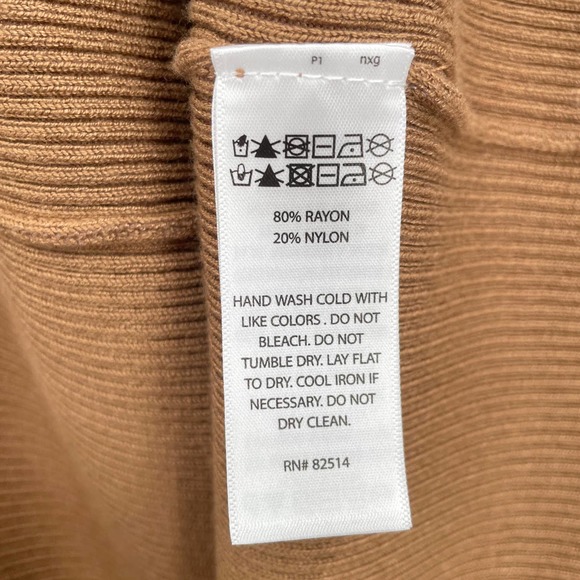 P1 nxg
80% RAYON
20% NYLON
HAND WASH COLD WITH
LIKE COLORS . DO NOT
BLEACH. DO NOT
TUMBLE DRY. LAY FLAT
TO DRY. COOL IRON IF
NECESSARY. DO NOT
DRY CLEAN.
RN# 82514